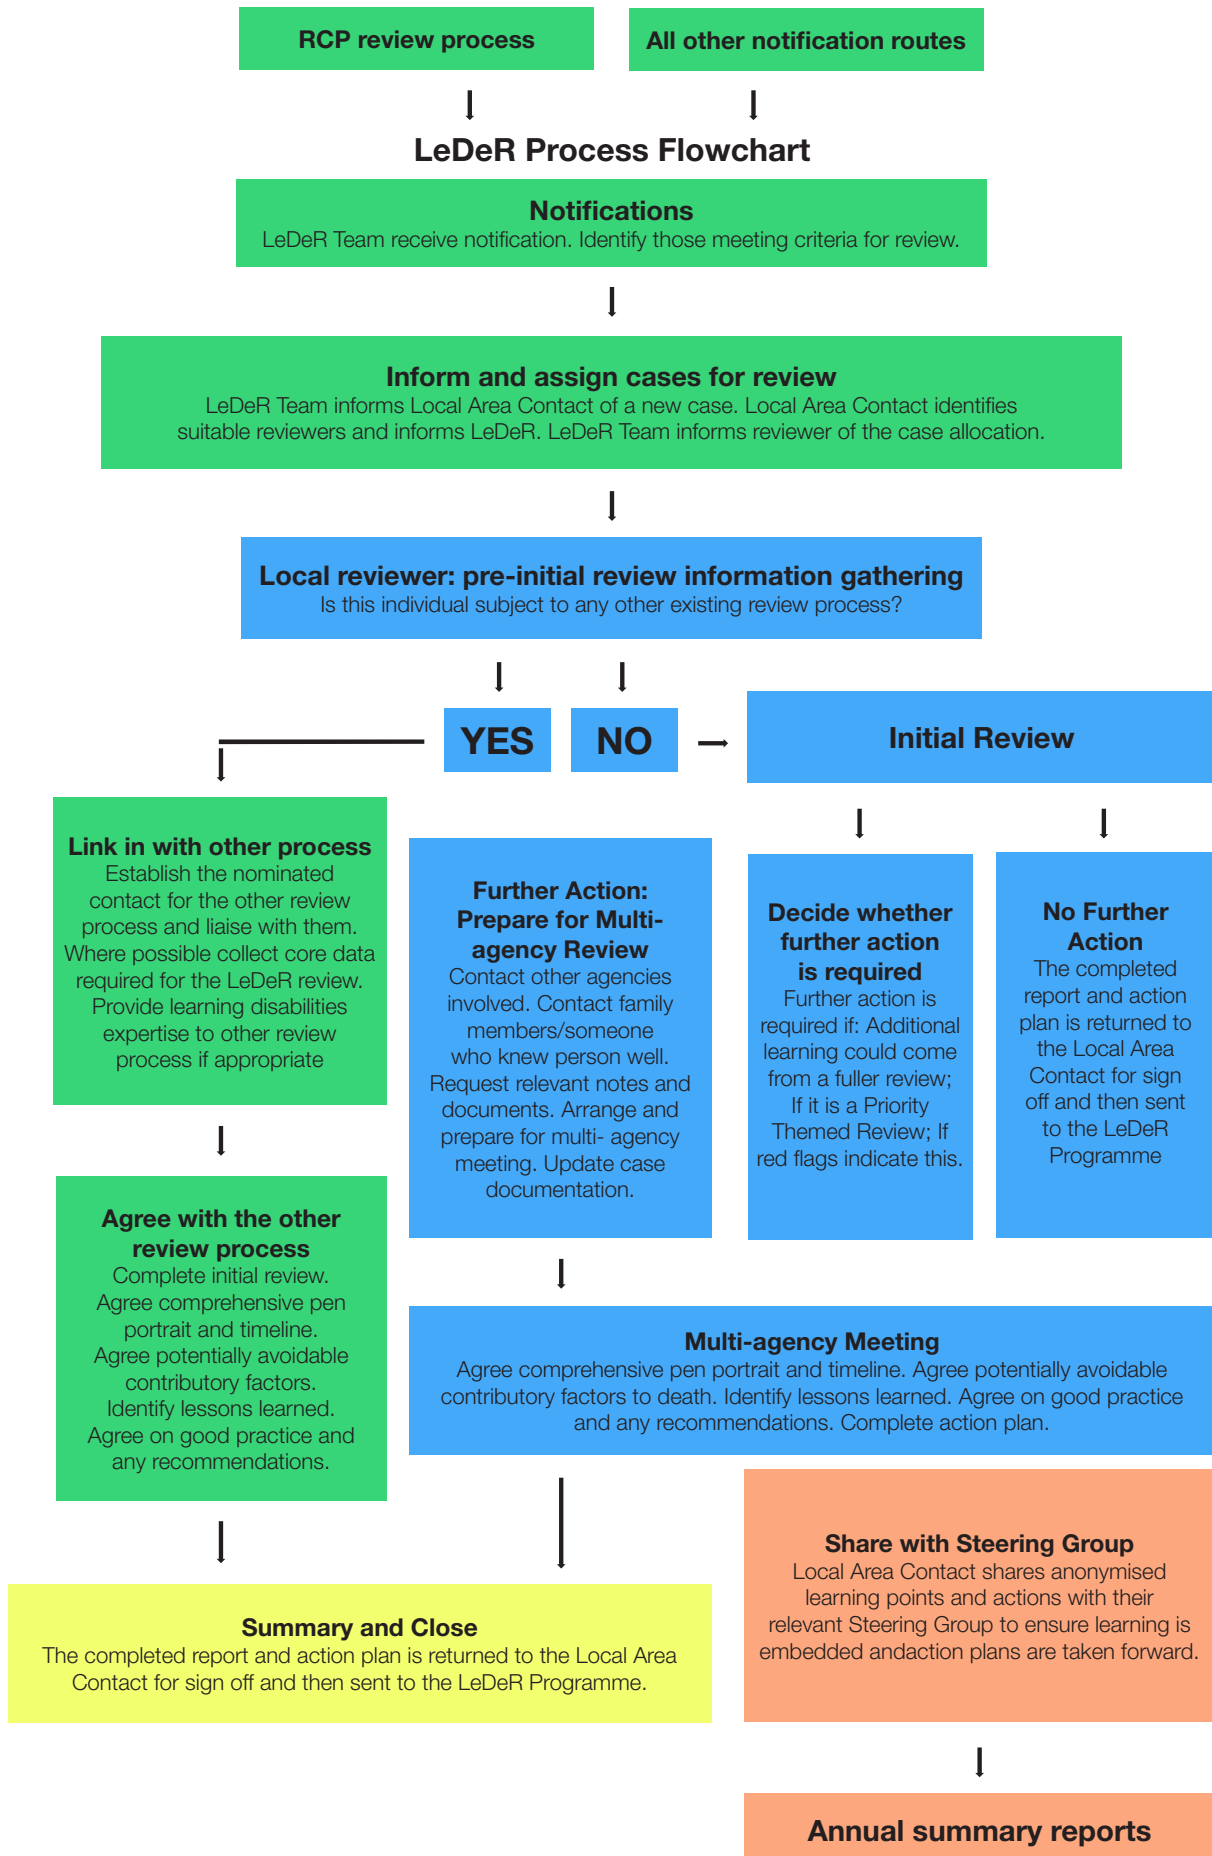 RCP review process
All other notification routes
LeDeR Process Flowchart
Notifications
LeDeR Team receive notification. Identify those meeting criteria for review.
Inform and assign cases for review
LeDeR Team informs Local Area Contact of a new case. Local Area Contact identifies
suitable reviewers and informs LeDeR. LeDeR Team informs reviewer of the case allocation.
Local reviewer: pre-initial review information gathering
Is this individual subject to any other existing review process?
YES
NO
Initial Review
Link in with other process
Establish the nominated
contact for the other review
process and liaise with them.
Where possible collect core data
required for the LeDeR review.
Provide learning disabilities
expertise to other review
process if appropriate
Further Action:
Prepare for Multi-
agency Review
Contact other agencies
involved. Contact family
members/someone
who knew person well.
Request relevant notes and
documents. Arrange and
prepare for multi- agency
meeting. Update case
documentation.
Decide whether
further action
is required
Further action is
required if: Additional
learning could come
from a fuller review;
If it is a Priority
Themed Review; If
red flags indicate this.
No Further
Action
The completed
report and action
plan is returned to
the Local Area
Contact for sign
off and then sent
to the LeDeR
Programme
Agree with the other
review process
Complete initial review.
Agree comprehensive pen
portrait and timeline.
Agree potentially avoidable
contributory factors.
Identify lessons learned.
Agree on good practice and
any recommendations.
Multi-agency Meeting
Agree comprehensive pen portrait and timeline. Agree potentially avoidable
contributory factors to death. Identify lessons learned. Agree on good practice
and any recommendations. Complete action plan.
Summary and Close
The completed report and action plan is returned to the Local Area
Contact for sign off and then sent to the LeDeR Programme.
Share with Steering Group
Local Area Contact shares anonymised
learning points and actions with their
relevant Steering Group to ensure learning is
embedded andaction plans are taken forward.
Annual summary reports